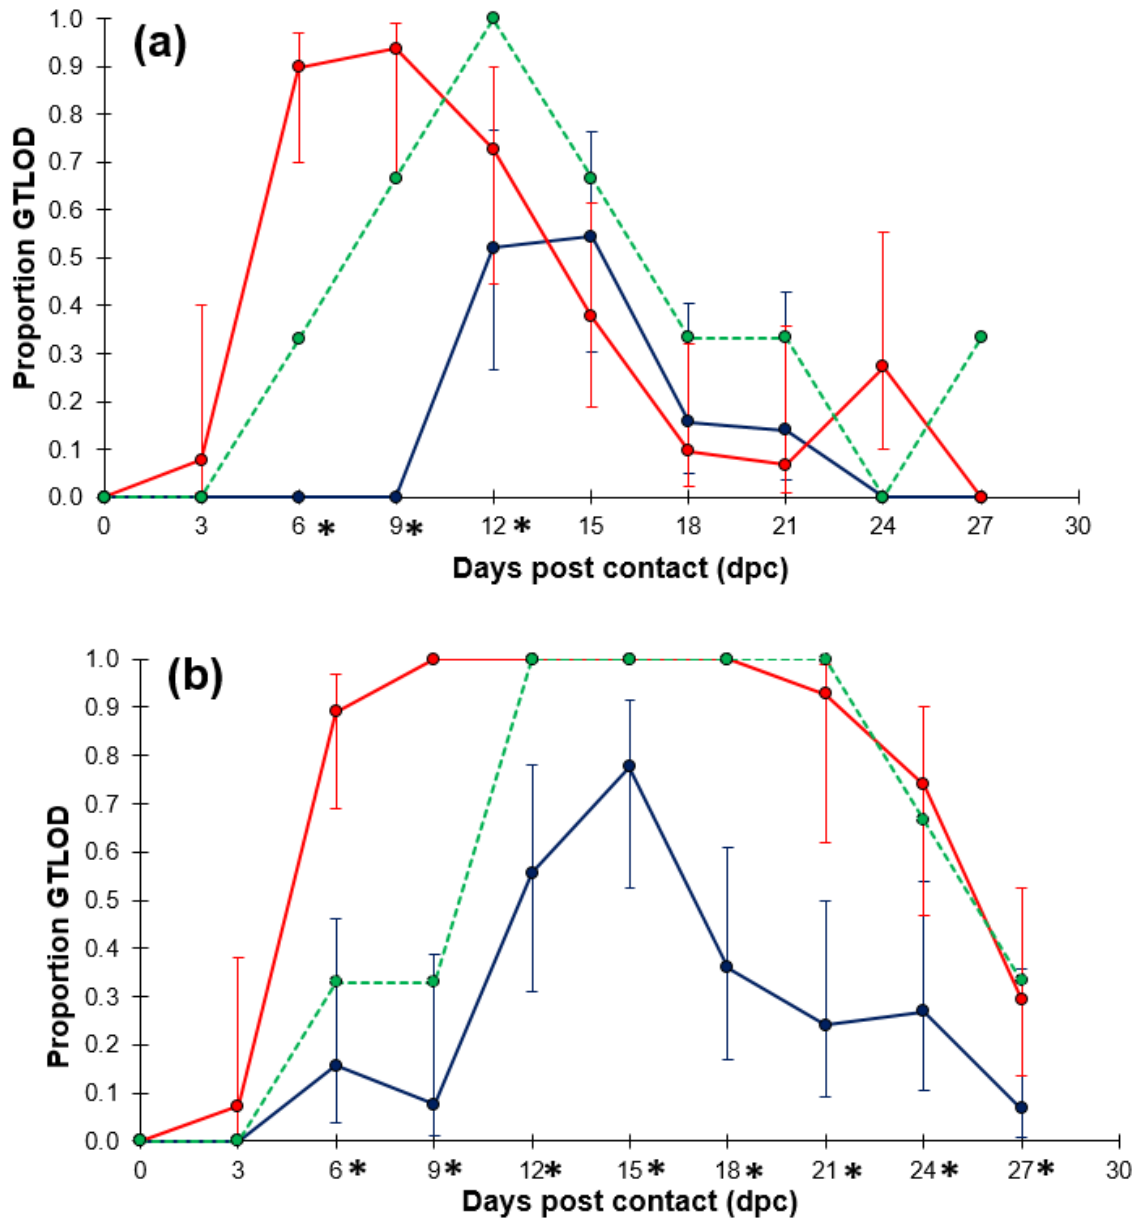 (a)
Proportion GTLOD
1.0
0.9
0.8
0.7
0.6
0.5
0.4
0.3
0.2
0.1
0.0
0 3 6 * 9 * 12 * 15 18 21 24 27 30
Days post contact (dpc)
(b)
Proportion GTLOD
1.0
0.9
0.8
0.7
0.6
0.5
0.4
0.3
0.2
0.1
0.0
0 3 6 * 9 * 12 * 15 * 18 * 21 * 24 * 27 * 30
Days post contact (dpc)